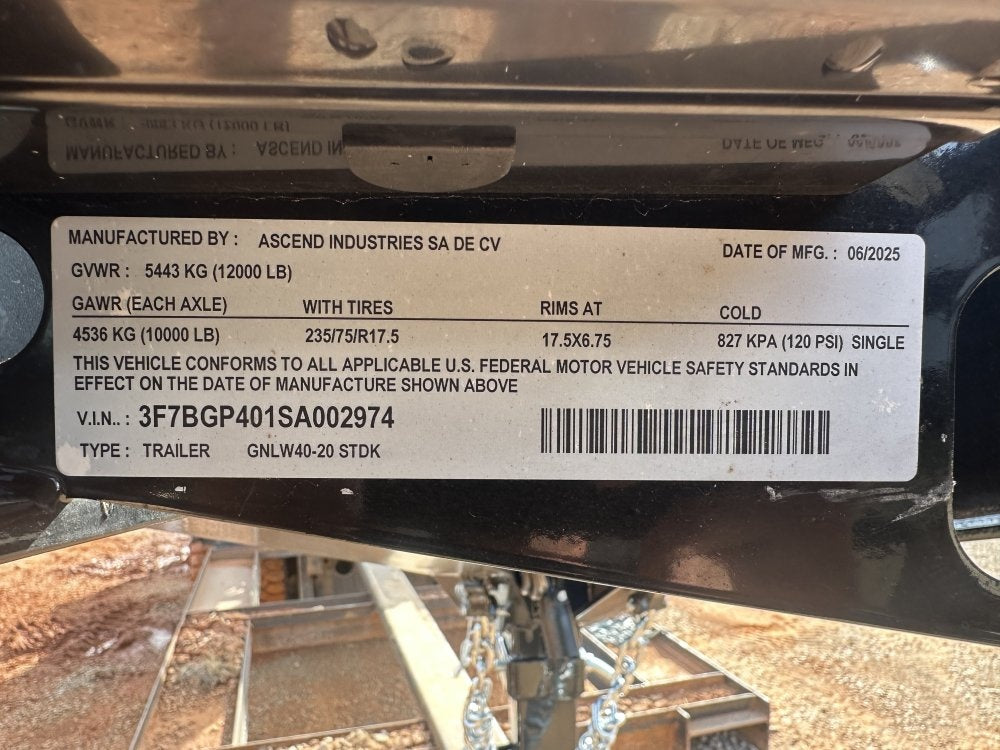 MANUFACTURED BY : ASCEND INDUSTRIES SA DE CV DATE OF MFG. : 06/2025
GVWR : 5443 KG (12000 LB)
GAWR (EACH AXLE) WITH TIRES RIMS AT COLD
4536 KG (10000 LB) 235/75/R17.5 17.5X6.75 827 KPA (120 PSI) SINGLE
THIS VEHICLE CONFORMS TO ALL APPLICABLE U.S. FEDERAL MOTOR VEHICLE SAFETY STANDARDS IN
EFFECT ON THE DATE OF MANUFACTURE SHOWN ABOVE
V.I.N.. : 3F7BGP401SA002974
TYPE : TRAILER GNLW40-20 STDK